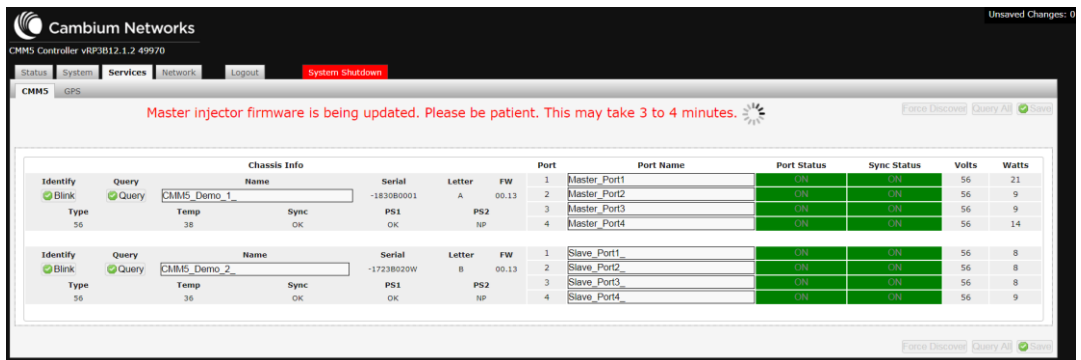 Unsaved Changes: 0
Cambium Networks
CMM5 Controller vRP3B12.1.2 49970
Status System Services Network Logout System Shutdown
CMM5 GPS
Master injector firmware is being updated. Please be patient. This may take 3 to 4 minutes.
Force Discover Query All Save
Chassis Info Port Port Name Port Status Sync Status Volts Watts
Identify Query Name Serial Letter FW 1 Master_Port1 ON ON 56 21
Blink Query CMM5_Demo_1_ -1830B0001 A 00.13 2 Master_Port2 ON ON 56 9
Type Temp Sync PS1 PS2 3 Master_Port3 ON ON 56 9
56 38 OK OK NP 4 Master_Port4 ON ON 56 14
Identify Query Name Serial Letter FW 1 Slave_Port1_ ON ON 56 8
Blink Query CMM5_Demo_2_ -1723B020W B 00.13 2 Slave_Port2_ ON ON 56 8
Type Temp Sync PS1 PS2 3 Slave_Port3_ ON ON 56 8
56 36 OK OK NP 4 Slave_Port4_ ON ON 56 9
Force Discover Query All Save